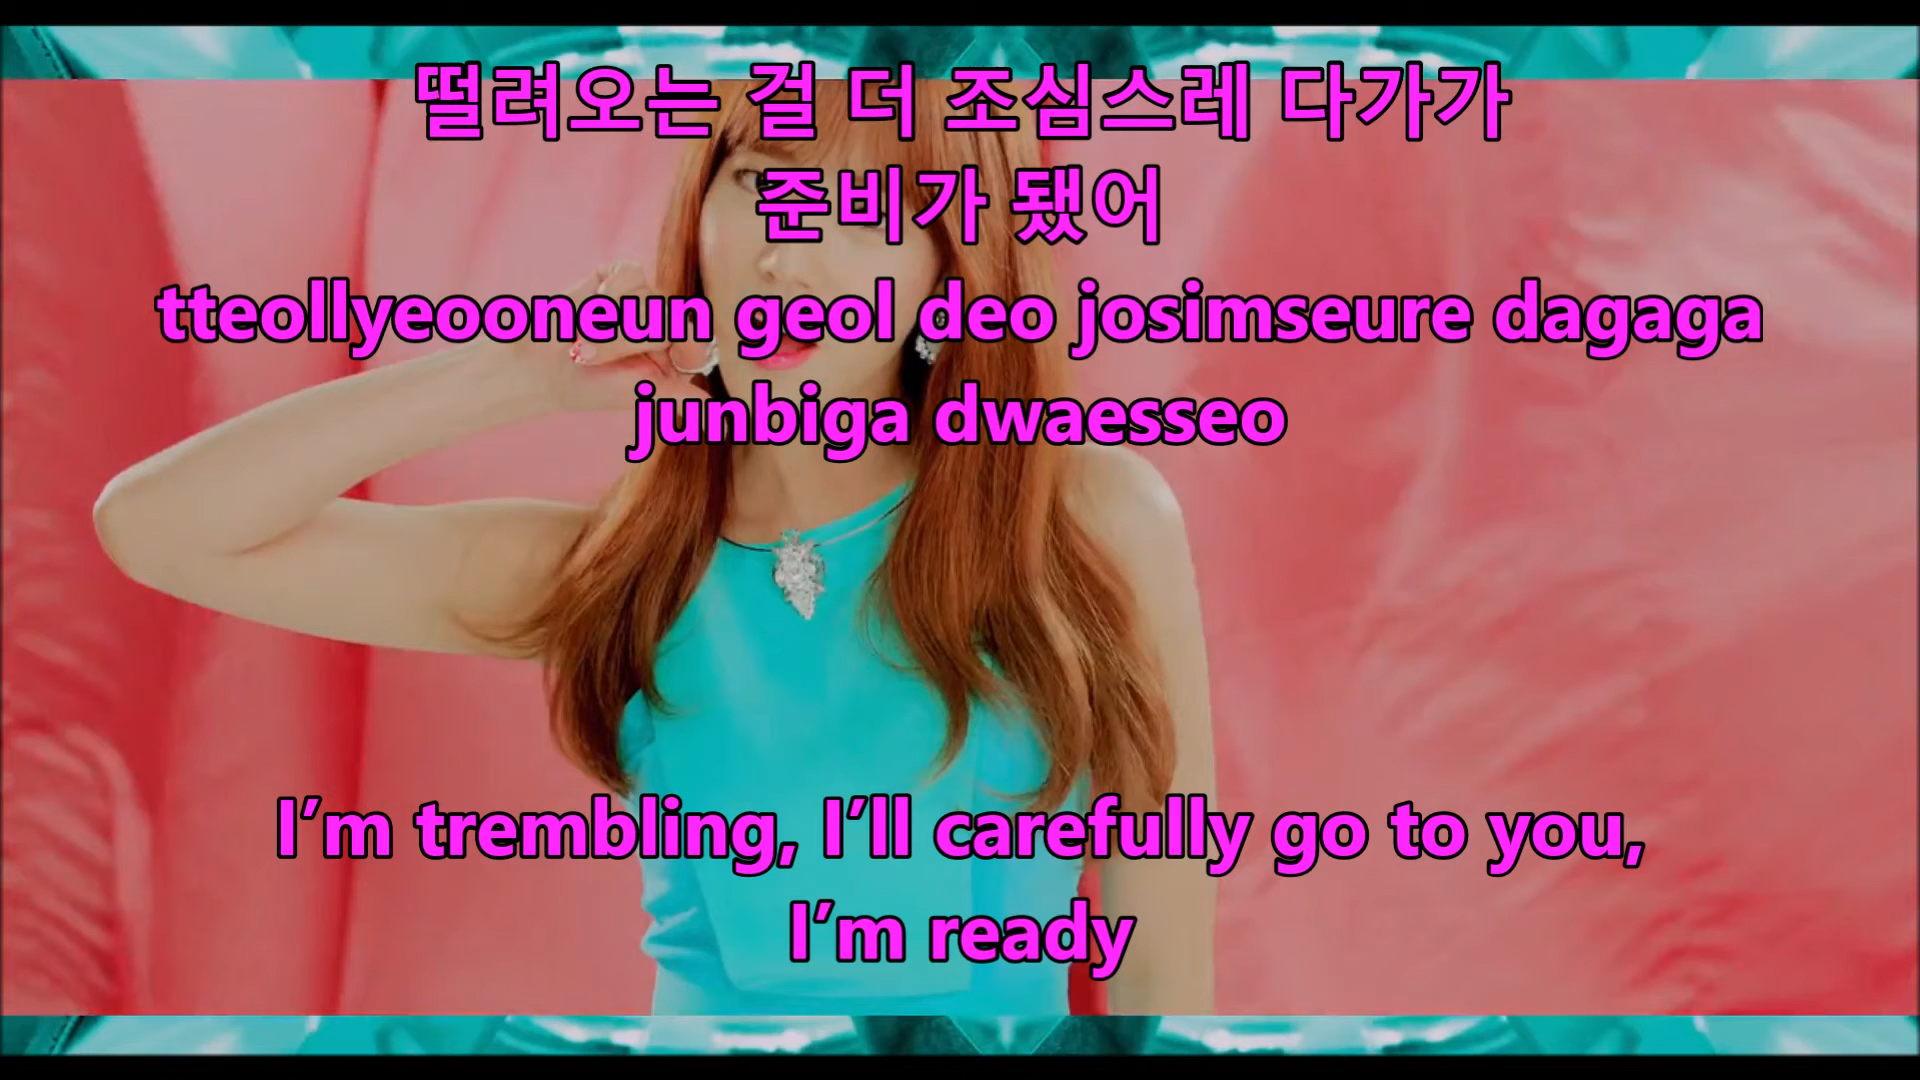 떨려오는 걸 더 조심스레 다가가
준비가 됐어
tteollyeooneun geol deo josimseure dagaga
junbiga dwaesseo
I’m trembling, I’ll carefully go to you,
I’m ready